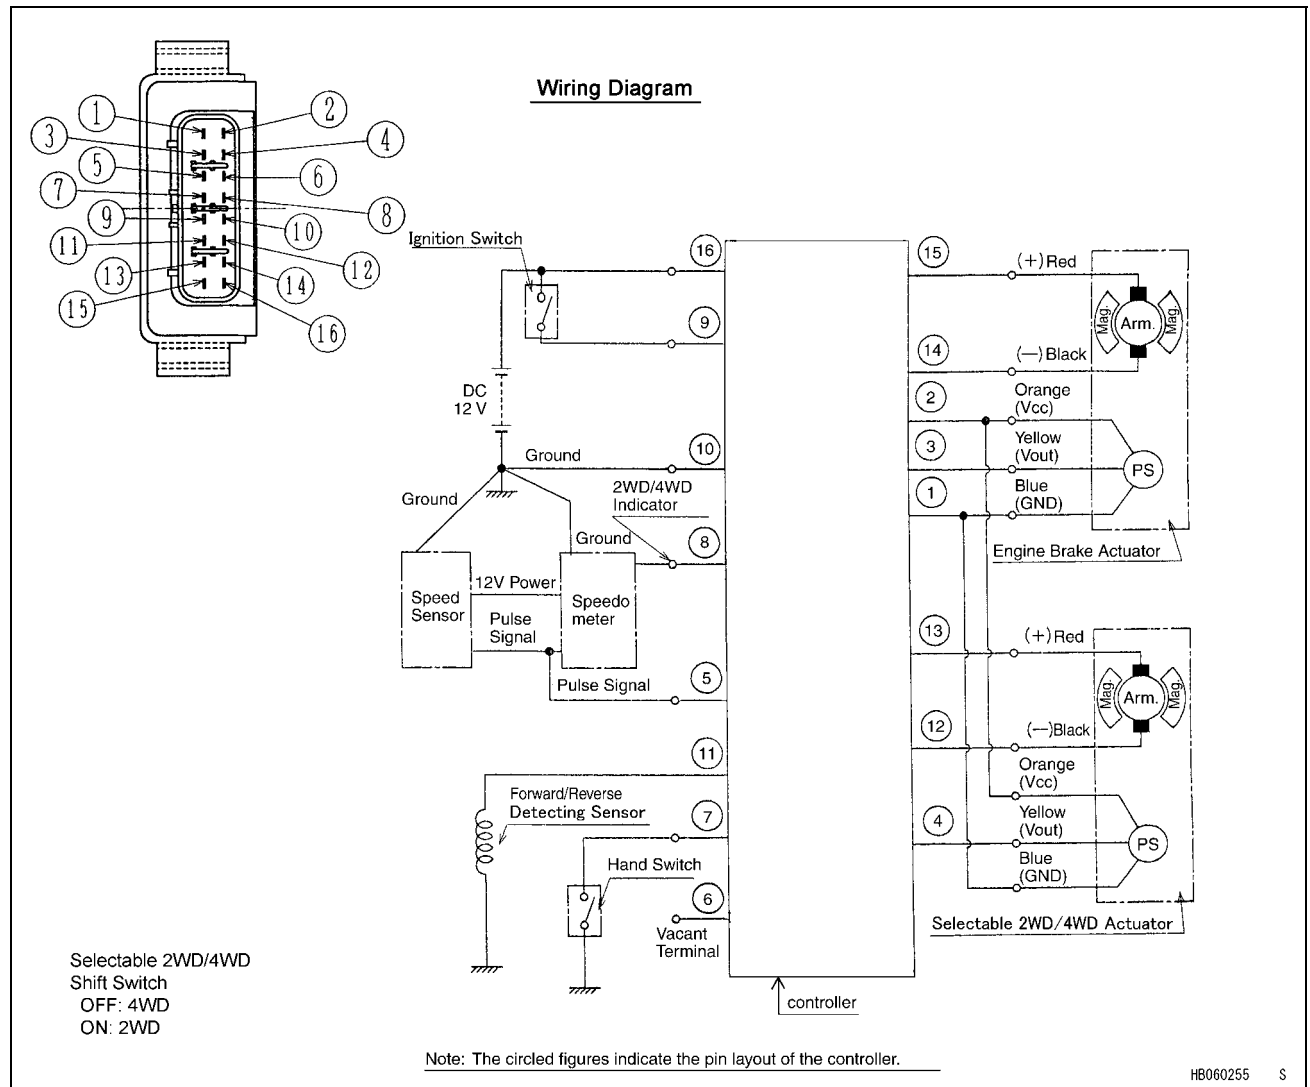 Wiring Diagram
1
2
3
4
5
6
7
8
9
10
11
12
13
14
15
16
Ignition Switch
16
9
DC
12 V
Ground
10
Ground
2WD/4WD
Indicator
Ground
8
Speed
Sensor
12V Power
Speedo
meter
Pulse
Signal
Pulse Signal
5
11
Forward/Reverse
Detecting Sensor
7
Hand Switch
6
Vacant
Terminal
controller
15
(+) Red
Mag.
Arm.
Mag.
14
(—) Black
2
Orange
(Vcc)
3
Yellow
(Vout)
PS
1
Blue
(GND)
Engine Brake Actuator
13
(+) Red
Mag.
Arm.
Mag.
12
(—)Black
Orange
(Vcc)
4
Yellow
(Vout)
PS
Blue
(GND)
Selectable 2WD/4WD Actuator
Selectable 2WD/4WD
Shift Switch
OFF: 4WD
ON: 2WD
Note: The circled figures indicate the pin layout of the controller.
HB060255 S